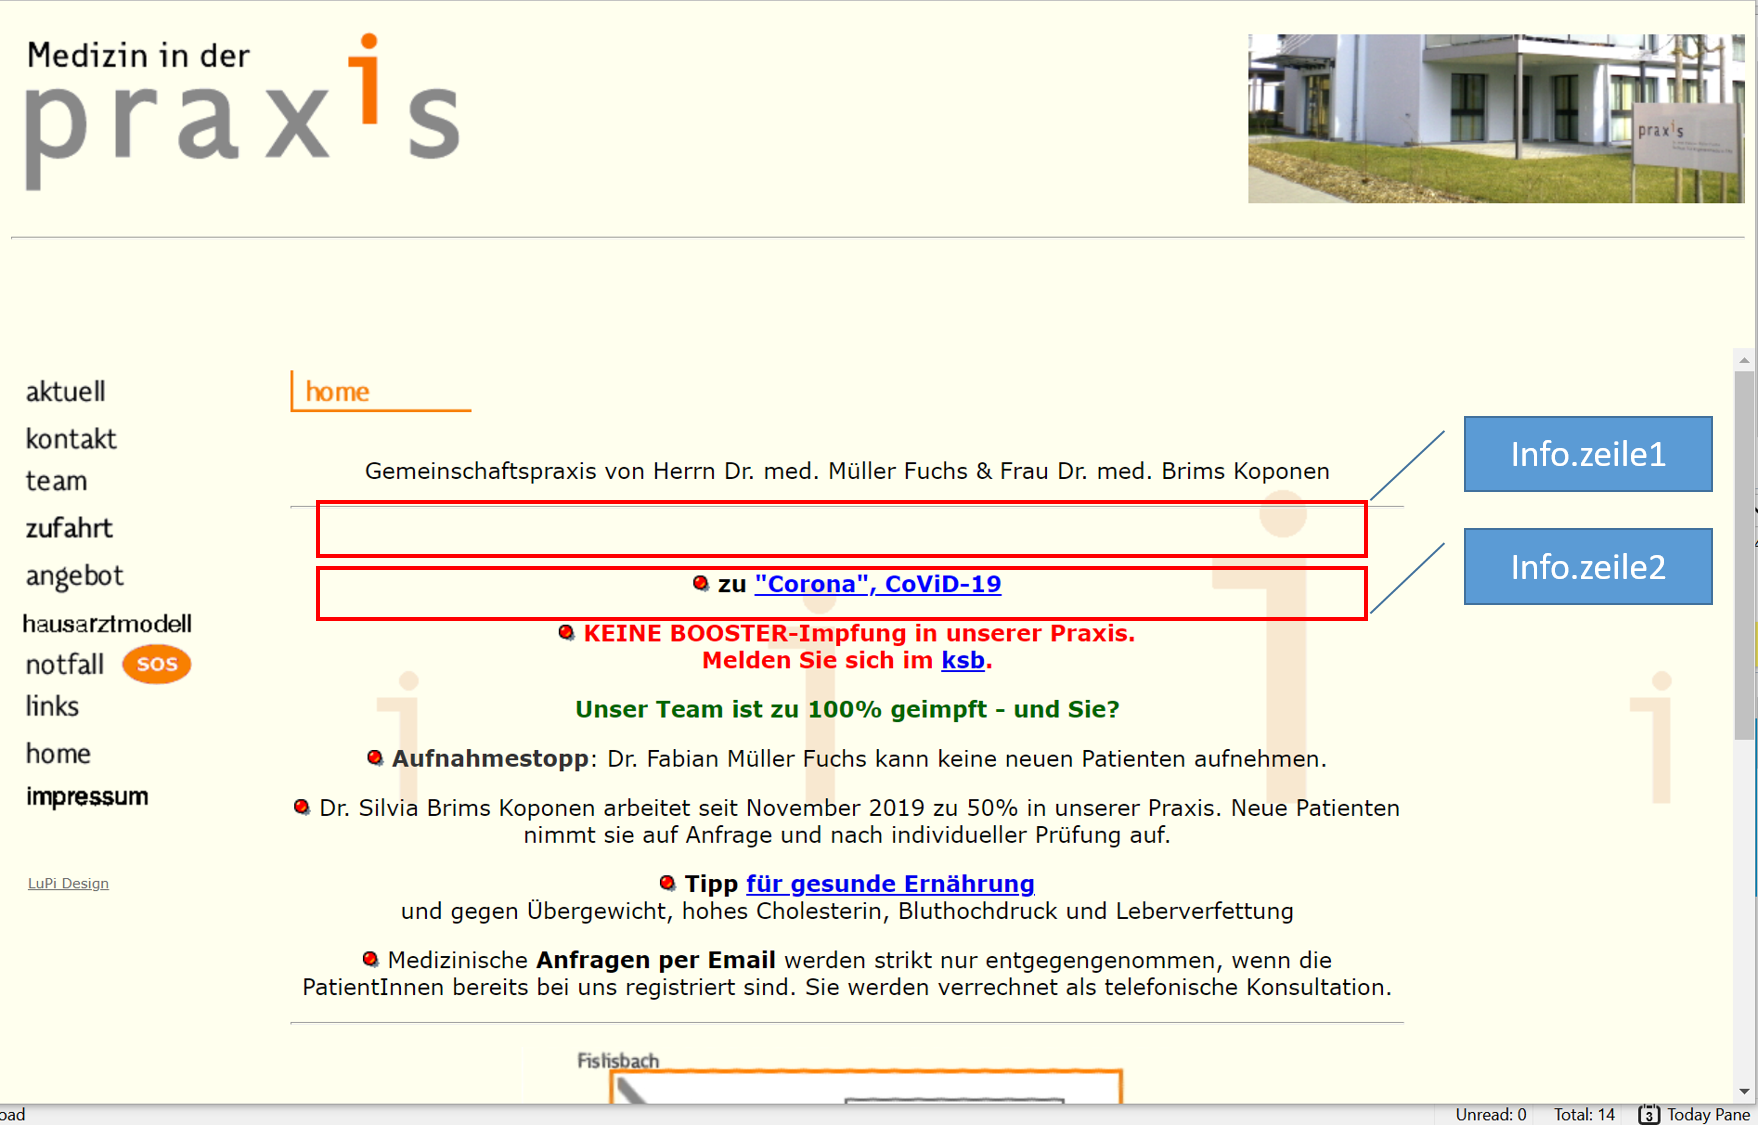 Medizin in der
praxis
praxis
aktuell
kontakt
team
zufahrt
angebot
hausarztmodell
notfall SOS
links
home
impressum
LuPi Design
home
Gemeinschaftspraxis von Herrn Dr. med. Müller Fuchs & Frau Dr. med. Brims Koponen
Info.zeile1
Info.zeile2
zu "Corona", CoViD-19
KEINE BOOSTER-Impfung in unserer Praxis.
Melden Sie sich im ksb.
Unser Team ist zu 100% geimpft - und Sie?
Aufnahmestopp: Dr. Fabian Müller Fuchs kann keine neuen Patienten aufnehmen.
Dr. Silvia Brims Koponen arbeitet seit November 2019 zu 50% in unserer Praxis. Neue Patienten
nimmt sie auf Anfrage und nach individueller Prüfung auf.
Tipp für gesunde Ernährung
und gegen Übergewicht, hohes Cholesterin, Bluthochdruck und Leberverfettung
Medizinische Anfragen per Email werden strikt nur entgegengenommen, wenn die
PatientInnen bereits bei uns registriert sind. Sie werden verrechnet als telefonische Konsultation.
Fislisbach
oad
Unread: 0 Total: 14 3 Today Pane